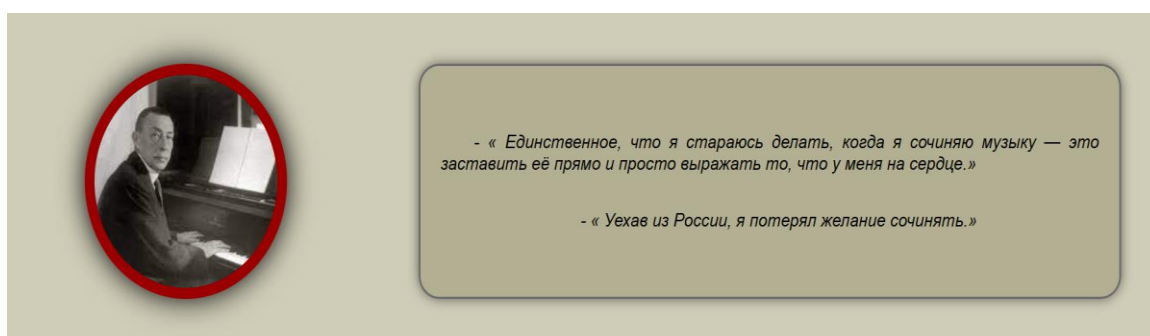 - « Единственное, что я стараюсь делать, когда я сочиняю музыку — это
заставить её прямо и просто выражать то, что у меня на сердце.»
- « Уехав из России, я потерял желание сочинять.»